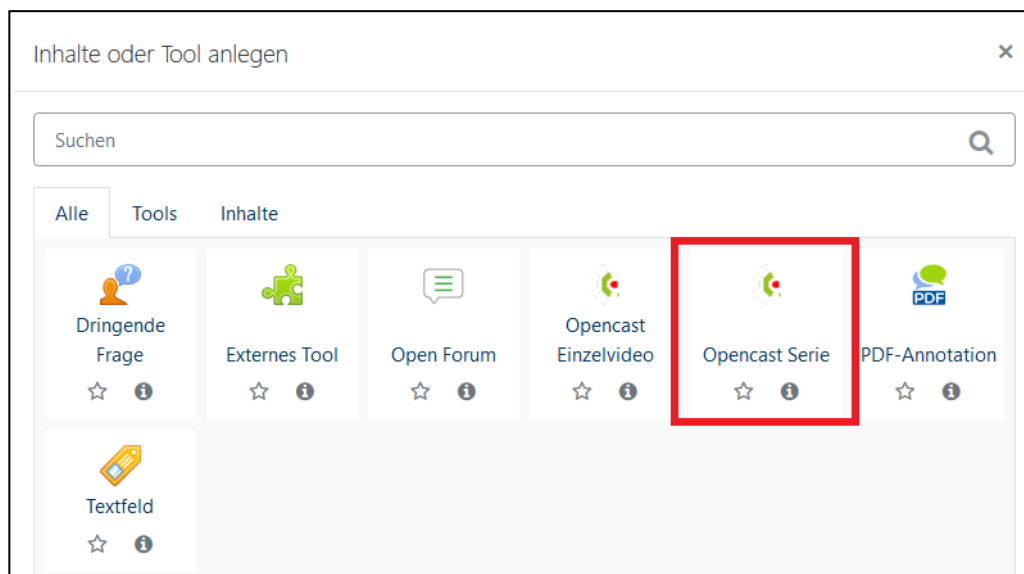 Inhalte oder Tool anlegen
Suchen
Alle Tools Inhalte
Dringende
Frage
Externes Tool
Open Forum
Opencast
Einzelvideo
Opencast Serie
PDF
PDF-Annotation
Textfeld